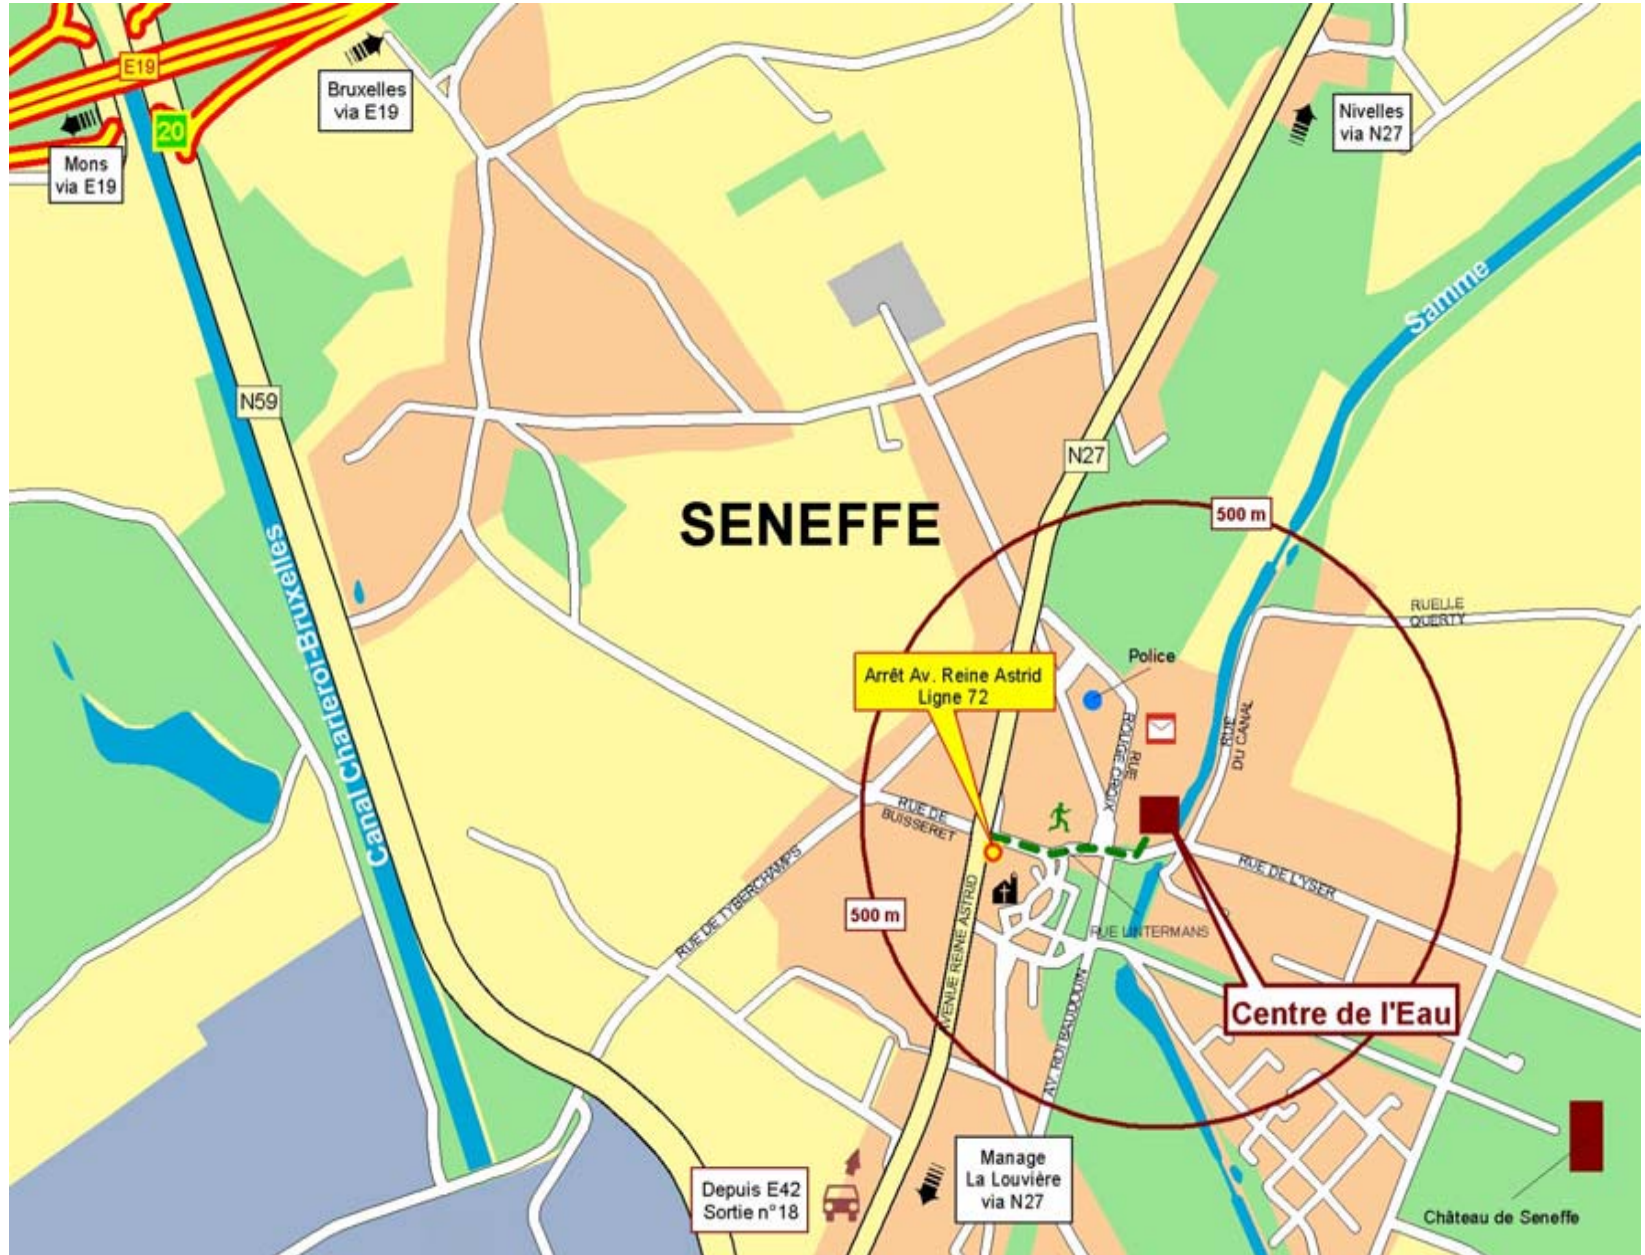 E19
Bruxelles
via E19
20
Mons
via E19
Nivelles
via N27
Samme
N59
N27
SENEFFE
500 m
Canal Charleroi-Bruxelles
RUELLE
QUERTY
Police
Arrêt Av. Reine Astrid
Ligne 72
RUE
ROUGE CROIX
RUE
DU CANAL
RUE DE
BUISSERET
RUE DE TYBERCHAMPS
RUE DE L'YSER
500 m
RUE LINTERMANS
AVENUE REINE ASTRID
AV. ROI BAUDOUIN
Centre de l'Eau
Manage
La Louvière
via N27
Depuis E42
Sortie n°18
Château de Seneffe